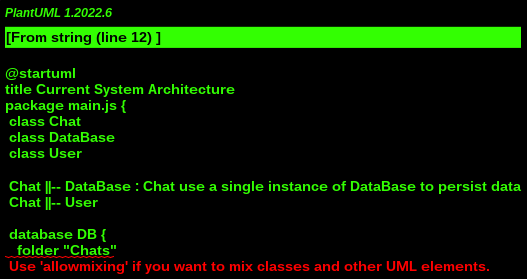 PlantUML 1.2022.6
[From string (line 12) ]
@startuml
title Current System Architecture
package main.js {
class Chat
class DataBase
class User
Chat ||-- DataBase : Chat use a single instance of DataBase to persist data
Chat ||-- User
database DB {
folder "Chats"
Use 'allowmixing' if you want to mix classes and other UML elements.